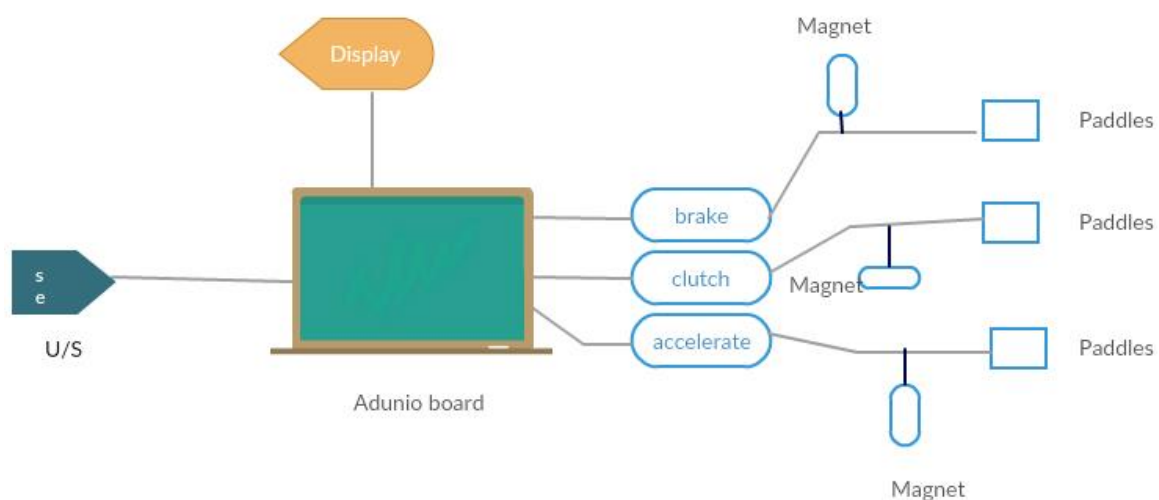 Magnet
Display
Paddles
brake
Paddles
s
e
clutch
Magnet
U/S
accelerate
Paddles
Adunio board
Magnet